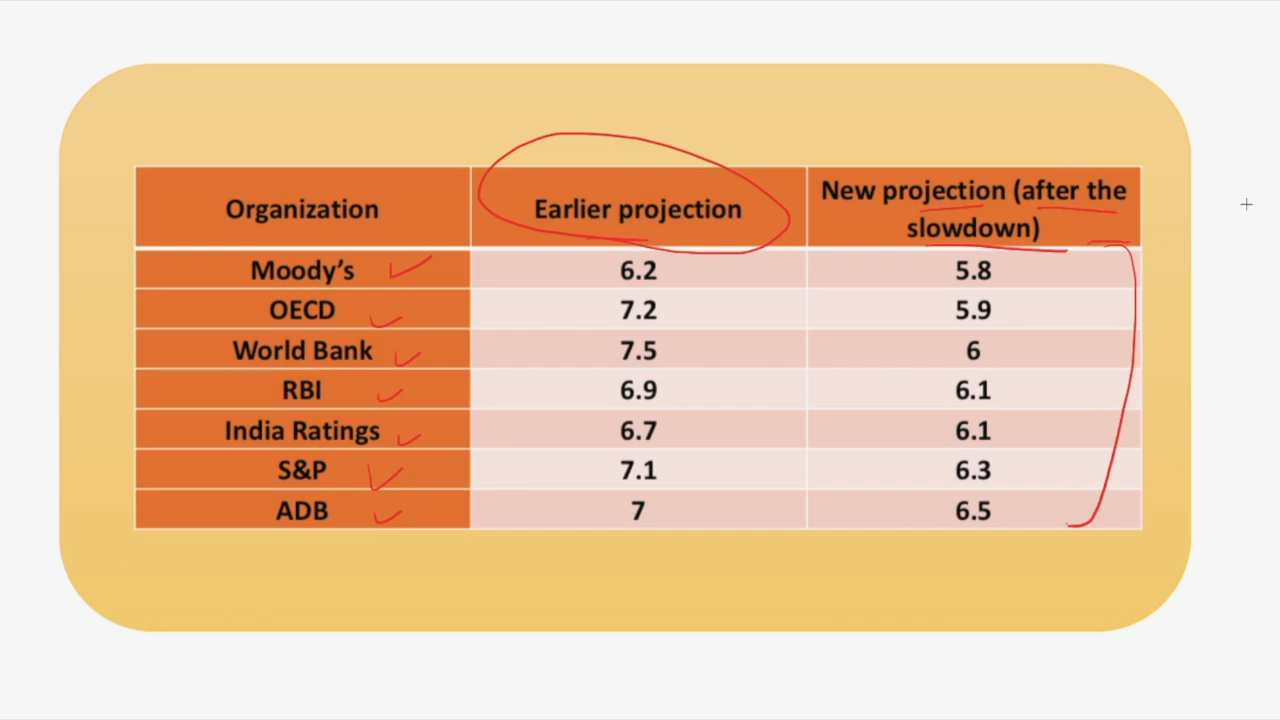 Organization Earlier projection New projection (after the
slowdown)
Moody’s 6.2 5.8
OECD 7.2 5.9
World Bank 7.5 6
RBI 6.9 6.1
India Ratings 6.7 6.1
S&P 7.1 6.3
ADB 7 6.5